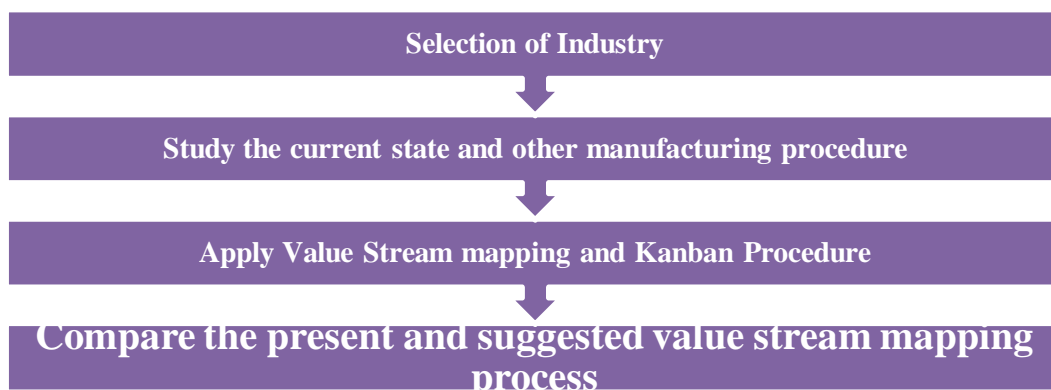 Selection of Industry
Study the current state and other manufacturing procedure
Apply Value Stream mapping and Kanban Procedure
Compare the present and suggested value stream mapping
process